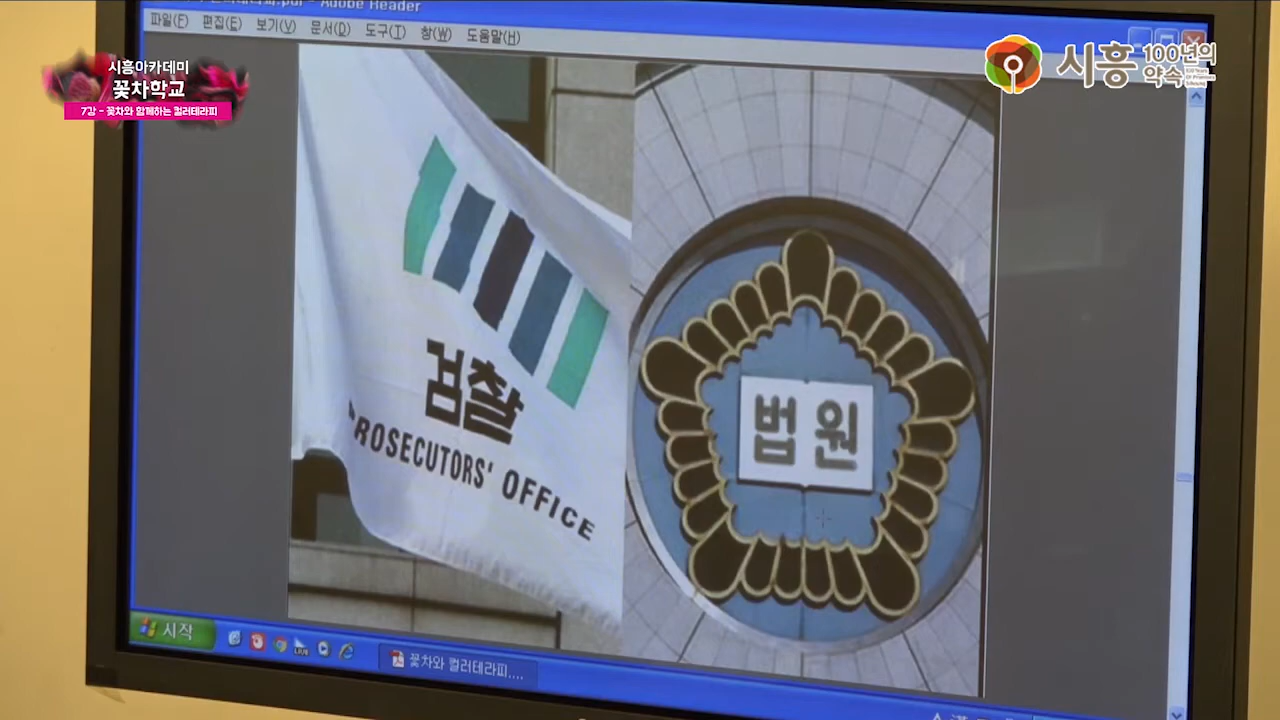 Adobe Reader
파일(F) 편집(E) 보기(V) 문서(D) 도구(T) 창(W) 도움말(H)
시흥아카데미
꽃차학교
7강 - 꽃차와 함께하는 컬러테라피
시흥 100년의 약속
검찰
PROSECUTORS' OFFICE
법원
시작
LIVE
꽃차와 컬러테라피....